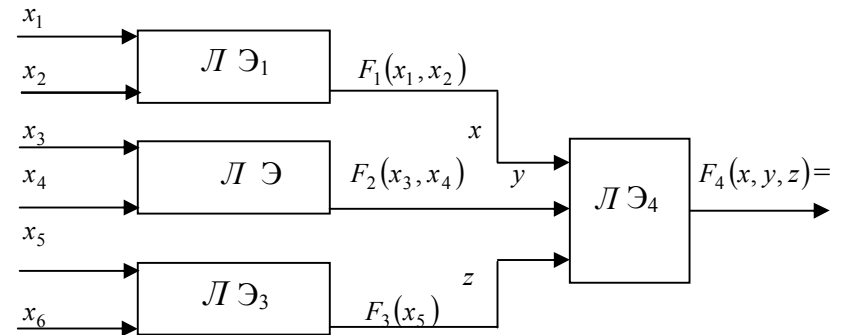 x₁
Л Э₁
x₂
F₁(x₁, x₂)
x
x₃
Л Э
F₂(x₃, x₄)
y
x₄
Л Э₄
F₄(x, y, z)=
x₅
Л Э₃
z
x₆
F₃(x₅)